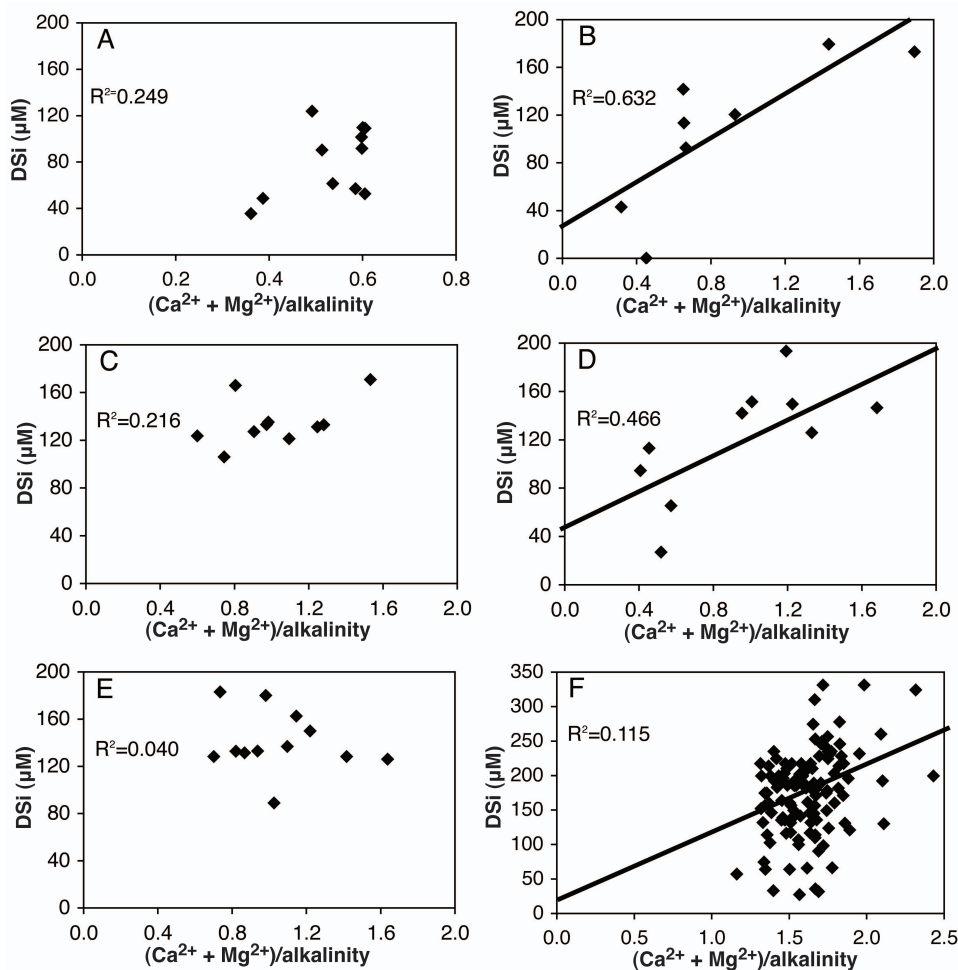 A
R²⁼0.249
DSi (µM)
200
160
120
80
40
0
0.0 0.2 0.4 0.6 0.8
(Ca²⁺ + Mg²⁺)/alkalinity
B
R²=0.632
DSi (µM)
200
160
120
80
40
0
0.0 0.4 0.8 1.2 1.6 2.0
(Ca²⁺ + Mg²⁺)/alkalinity
C
R²=0.216
DSi (µM)
200
160
120
80
40
0
0.0 0.4 0.8 1.2 1.6 2.0
(Ca²⁺ + Mg²⁺)/alkalinity
D
R²=0.466
DSi (µM)
200
160
120
80
40
0
0.0 0.4 0.8 1.2 1.6 2.0
(Ca²⁺ + Mg²⁺)/alkalinity
E
R²=0.040
DSi (µM)
200
160
120
80
40
0
0.0 0.4 0.8 1.2 1.6 2.0
(Ca²⁺ + Mg²⁺)/alkalinity
F
R²=0.115
DSi (µM)
350
300
250
200
150
100
50
0
0.0 0.5 1.0 1.5 2.0 2.5
(Ca²⁺ + Mg²⁺)/alkalinity